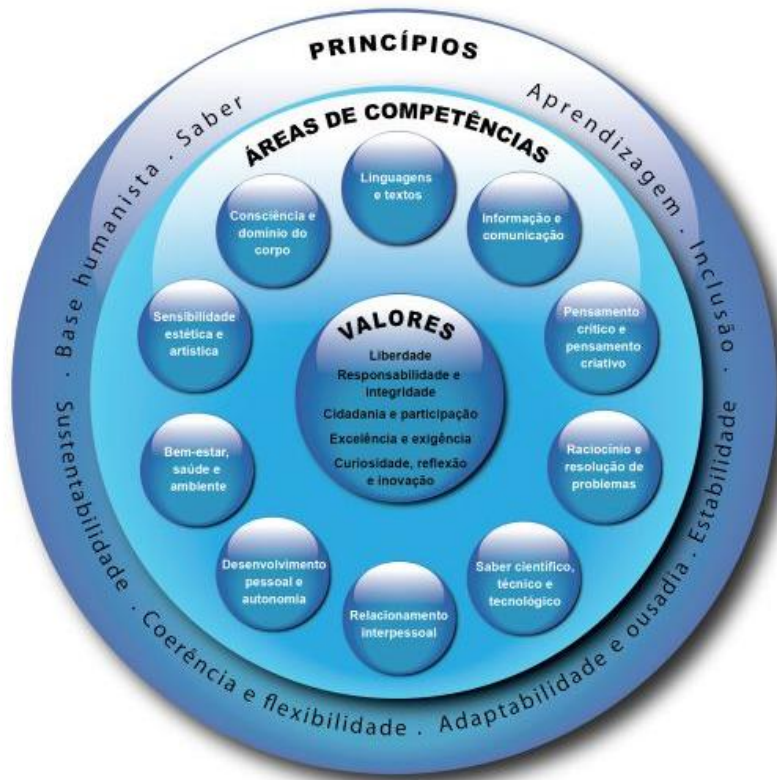 PRINCÍPIOS
Base humanista . Saber
Aprendizagem . Inclusão .
Estabilidade
Adaptabilidade e ousadia .
Coerência e flexibilidade .
Sustentabilidade .
ÁREAS DE COMPETÊNCIAS
Linguagens
e textos
Informação e
comunicação
Pensamento
crítico e
pensamento
criativo
Raciocínio e
resolução de
problemas
Saber científico,
técnico e
tecnológico
Relacionamento
interpessoal
Desenvolvimento
pessoal e
autonomia
Bem-estar,
saúde e
ambiente
Sensibilidade
estética e
artística
Consciência e
domínio do
corpo
VALORES
Liberdade
Responsabilidade e
integridade
Cidadania e participação
Excelência e exigência
Curiosidade, reflexão
e inovação